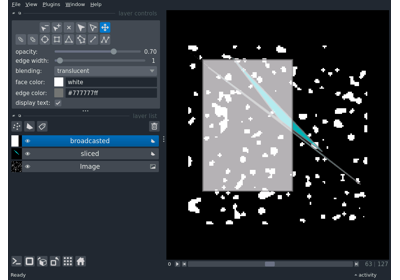 File View Plugins Window Help
layer controls
opacity: 0.70
edge width: 1
blending: translucent
face color: white
edge color: #777777ff
display text:
layer list
broadcasted
sliced
Image
63 127
Ready
activity